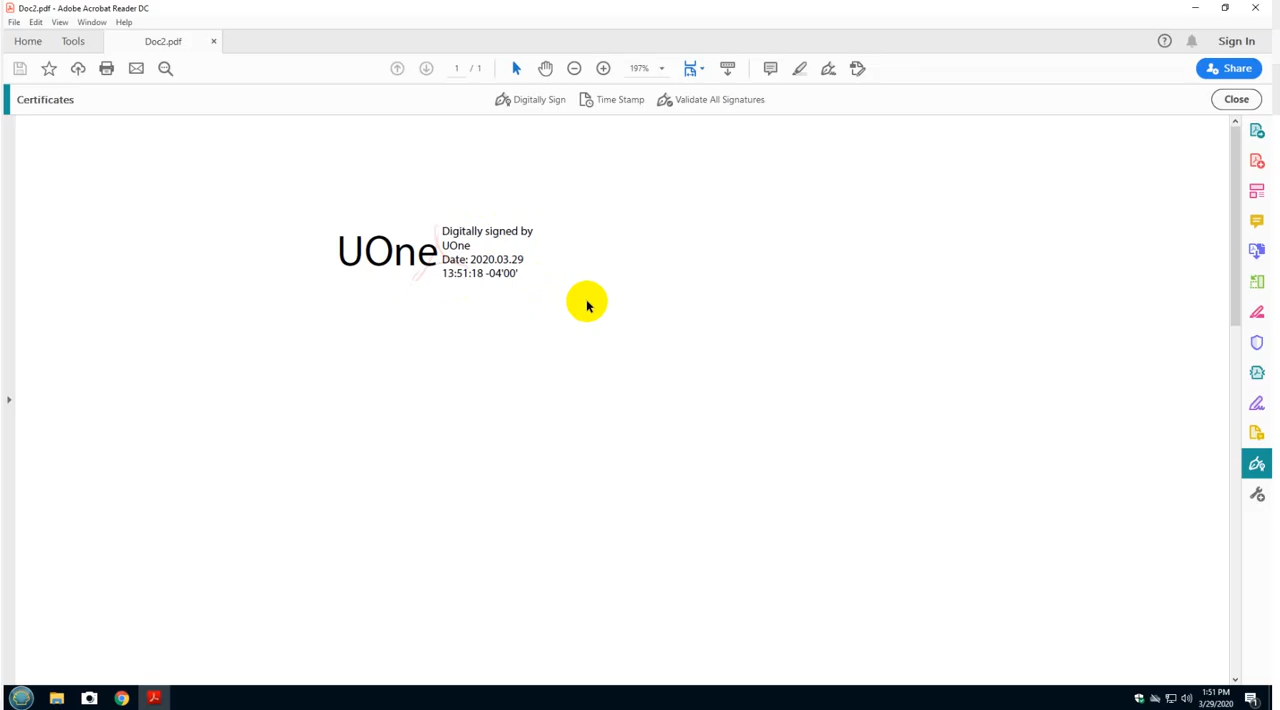 Doc2.pdf - Adobe Acrobat Reader DC
File Edit View Window Help
Home Tools Doc2.pdf × Sign In
1 / 1 197% Share
Certificates Digitally Sign Time Stamp Validate All Signatures Close
UOne
Digitally signed by
UOne
Date: 2020.03.29
13:51:18 -04'00'
1:51 PM
3/29/2020